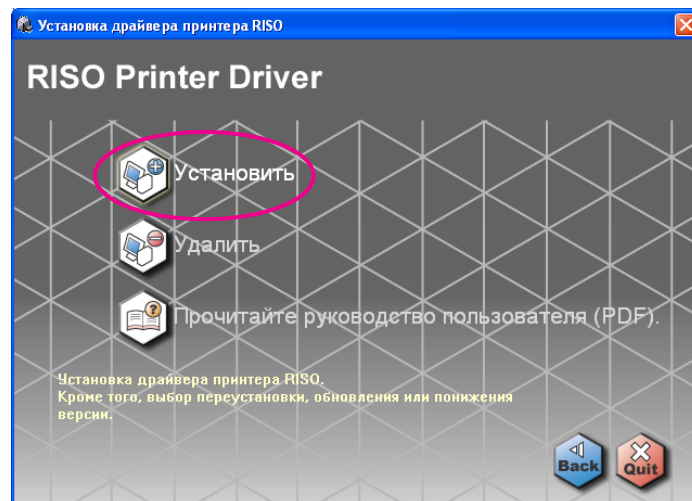 Установка драйвера принтера RISO
RISO Printer Driver
Установить
Удалить
Прочитайте руководство пользователя (PDF).
Установка драйвера принтера RISO.
Кроме того, выбор переустановки, обновления или понижения
версии.
Back
Quit